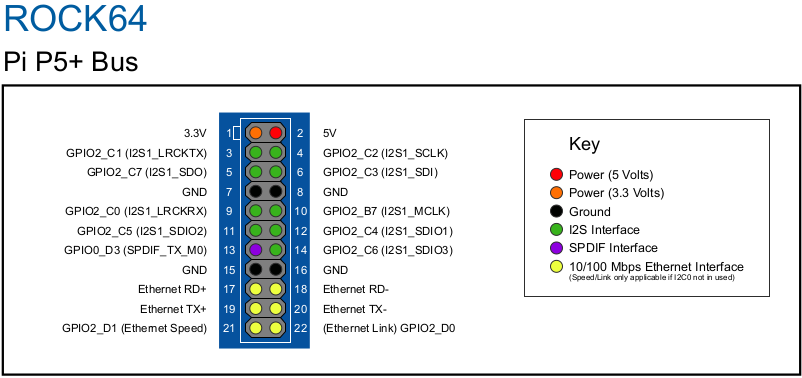 ROCK64
Pi P5+ Bus
3.3V 1 2 5V
GPIO2_C1 (I2S1_LRCKTX) 3 4 GPIO2_C2 (I2S1_SCLK)
GPIO2_C7 (I2S1_SDO) 5 6 GPIO2_C3 (I2S1_SDI)
GND 7 8 GND
GPIO2_C0 (I2S1_LRCKRX) 9 10 GPIO2_B7 (I2S1_MCLK)
GPIO2_C5 (I2S1_SDIO2) 11 12 GPIO2_C4 (I2S1_SDIO1)
GPIO0_D3 (SPDIF_TX_M0) 13 14 GPIO2_C6 (I2S1_SDIO3)
GND 15 16 GND
Ethernet RD+ 17 18 Ethernet RD-
Ethernet TX+ 19 20 Ethernet TX-
GPIO2_D1 (Ethernet Speed) 21 22 (Ethernet Link) GPIO2_D0
Key
Power (5 Volts)
Power (3.3 Volts)
Ground
I2S Interface
SPDIF Interface
10/100 Mbps Ethernet Interface
(Speed/Link only applicable if I2C0 not in used)